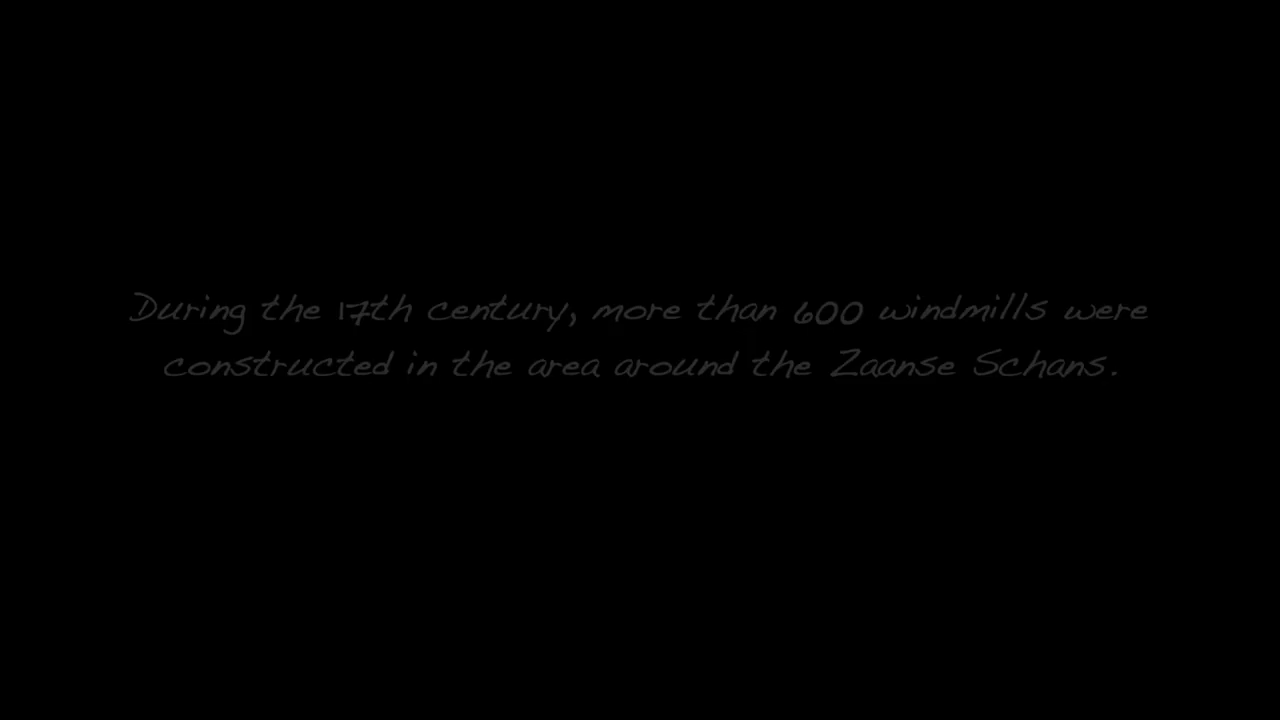 During the 17th century, more than 600 windmills were
constructed in the area around the Zaanse Schans.